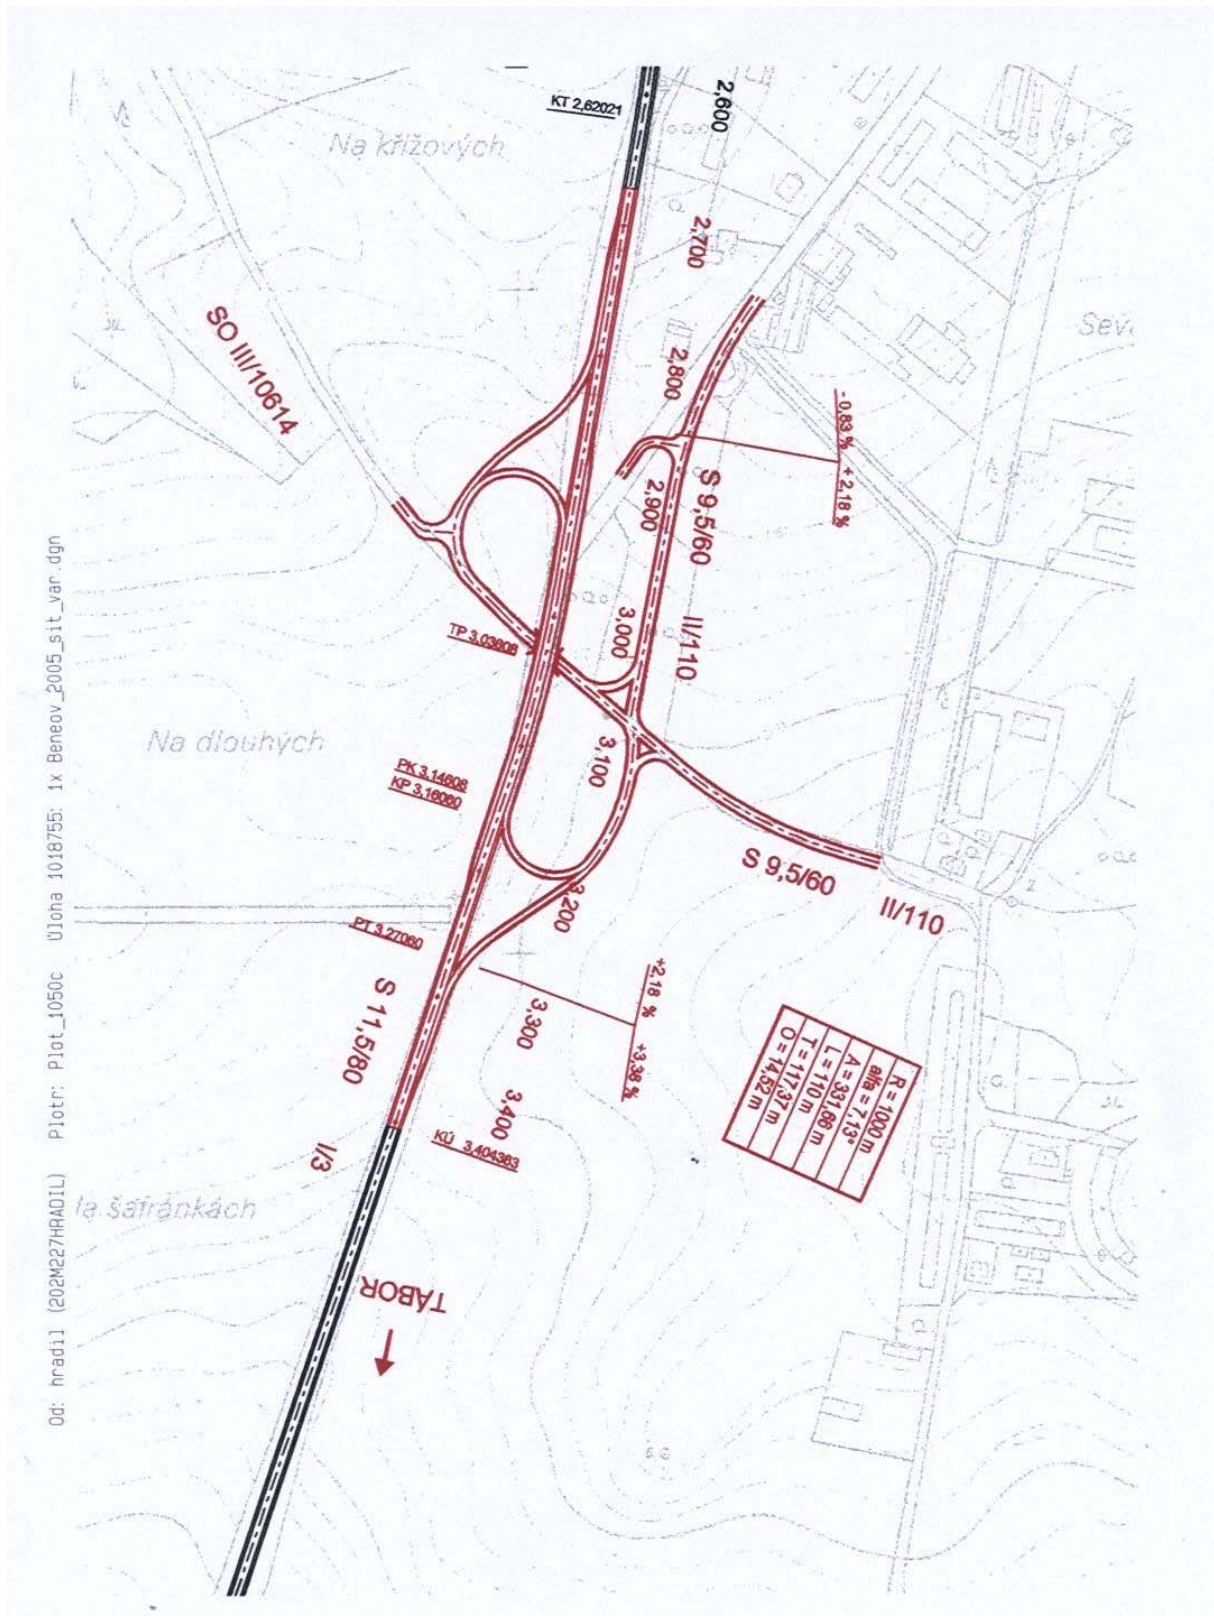 KT 2,62021
2,600
Na křížových
2,700
SO III/10614
2,800
- 0,83 % + 2,18 %
S 9,5/60
2,900
II/110
3,000
TP 3,03608
Na dlouhých
3,100
PK 3,14608
KP 3,16060
S 9,5/60
II/110
3,200
PT 3,27060
+2,18 % +3,38 %
S 11,5/80
3,300
R = 1000 m
alfa = 7,13°
A = 331,66 m
L = 110 m
T = 117,37 m
O = 14,52 m
3,400
KÚ 3,404363
I/3
šafránkách
TÁBOR
Od: hradil (202M227HRADIL) Plotr: Plot_1050c Úloha 1018755: 1x Benesov_2005_sit_var.dgn